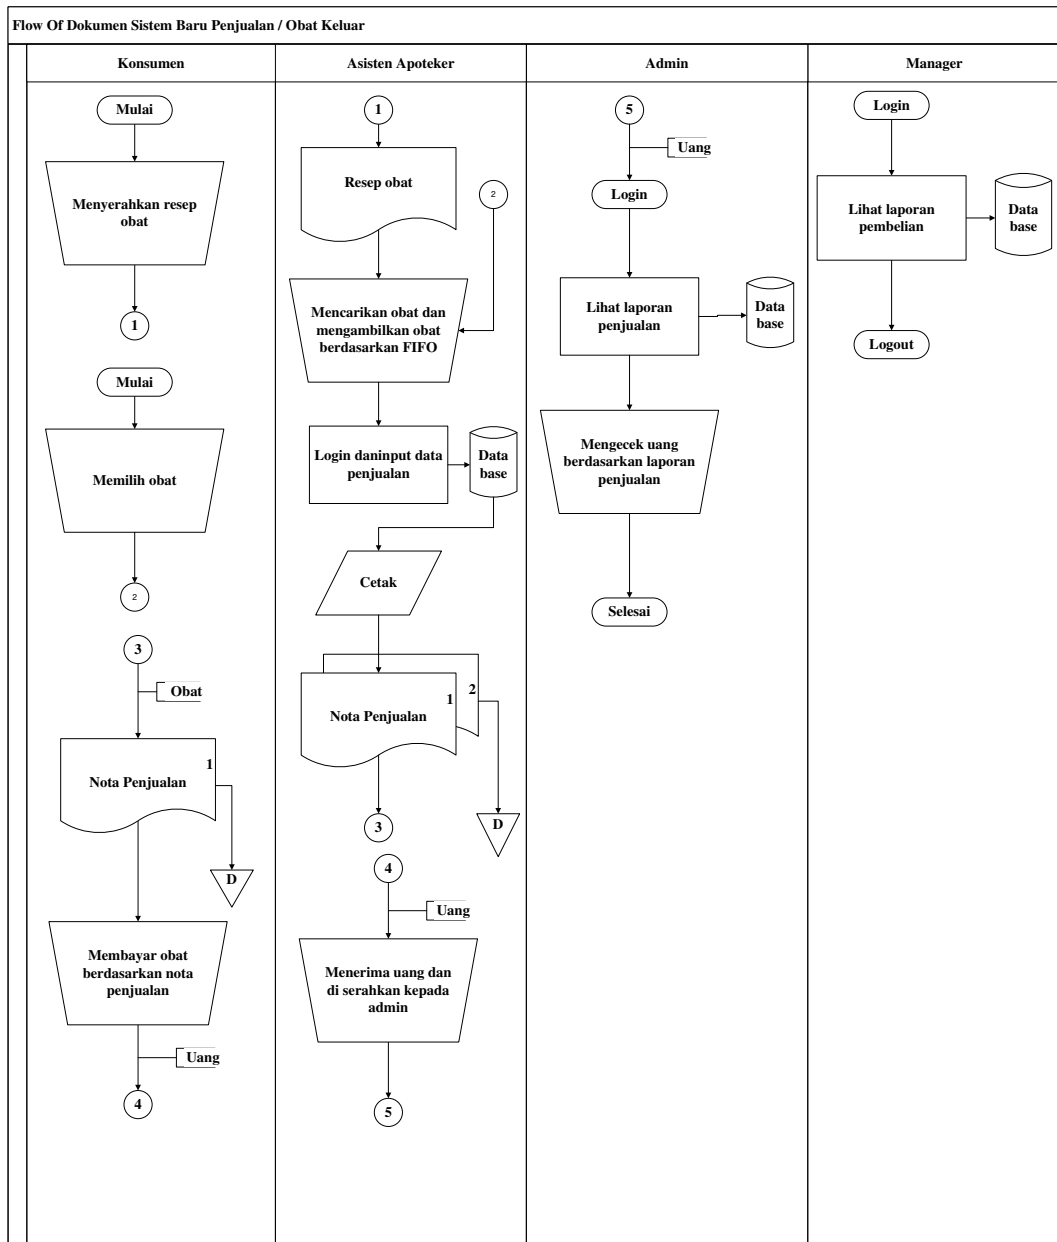 Flow Of Dokumen Sistem Baru Penjualan / Obat Keluar
Konsumen
Asisten Apoteker
Admin
Manager
Mulai
Menyerahkan resep
obat
1
Mulai
Memilih obat
2
3
Obat
Nota Penjualan
1
D
Membayar obat
berdasarkan nota
penjualan
Uang
4
1
Resep obat
2
Mencarikan obat dan
mengambilkan obat
berdasarkan FIFO
Login daninput data
penjualan
Data
base
Cetak
Nota Penjualan
1
2
D
3
4
Uang
Menerima uang dan
di serahkan kepada
admin
5
5
Uang
Login
Lihat laporan
penjualan
Data
base
Mengecek uang
berdasarkan laporan
penjualan
Selesai
Login
Lihat laporan
pembelian
Data
base
Logout